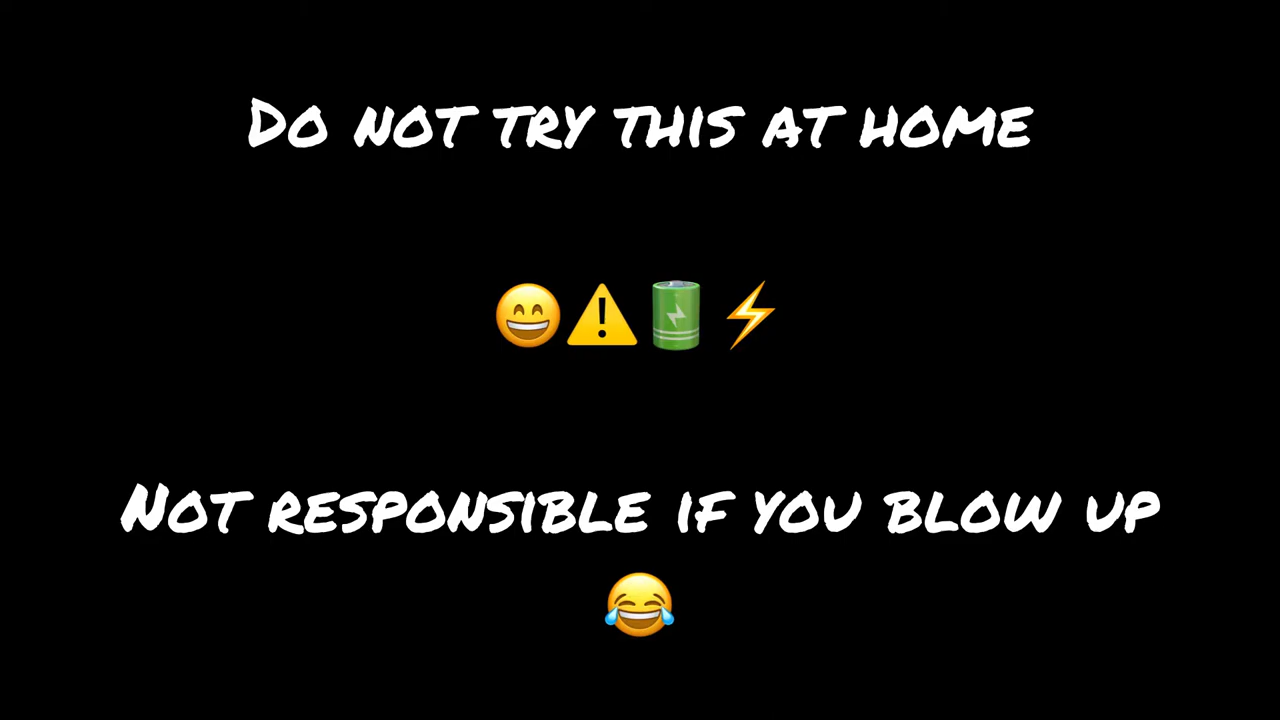 Do not try this at home
😄⚠️🔋⚡
Not responsible if you blow up
😂